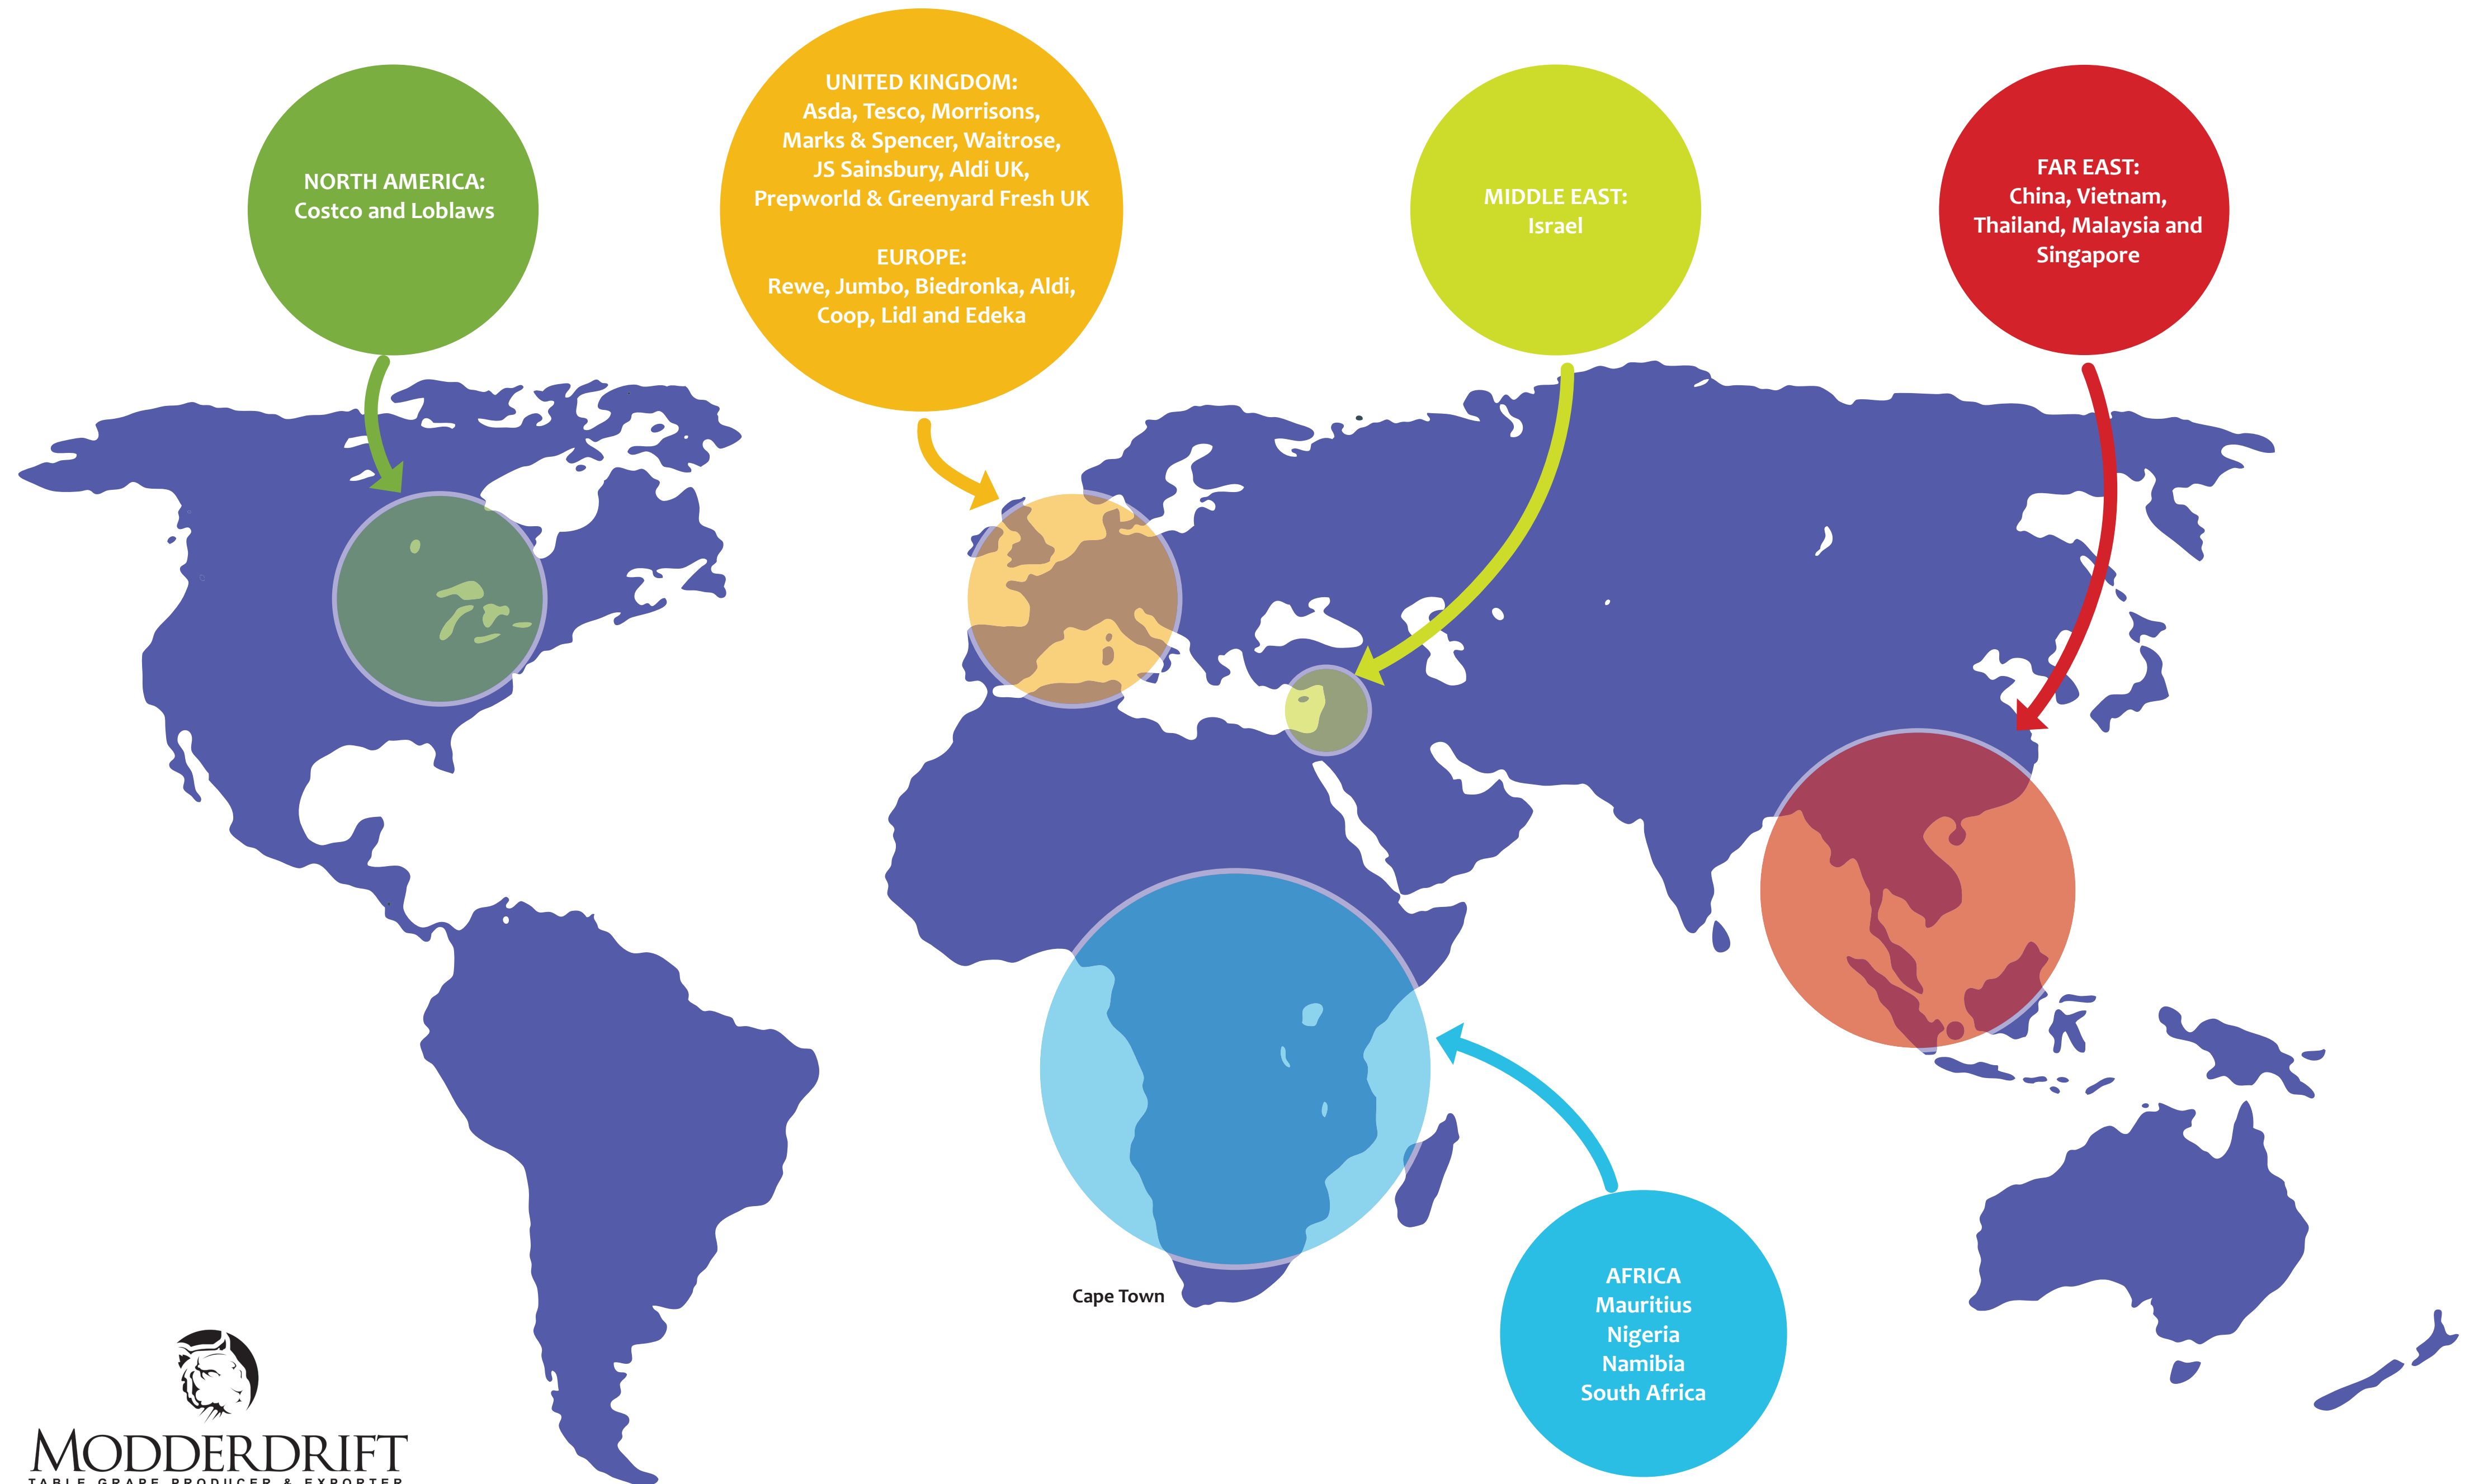 NORTH AMERICA:
Costco and Loblaws
UNITED KINGDOM:
Asda, Tesco, Morrisons,
Marks & Spencer, Waitrose,
JS Sainsbury, Aldi UK,
Prepworld & Greenyard Fresh UK
EUROPE:
Rewe, Jumbo, Biedronka, Aldi,
Coop, Lidl and Edeka
MIDDLE EAST:
Israel
FAR EAST:
China, Vietnam,
Thailand, Malaysia and
Singapore
Cape Town
AFRICA
Mauritius
Nigeria
Namibia
South Africa
MODDERDRIFT
TABLE GRAPE PRODUCER & EXPORTER